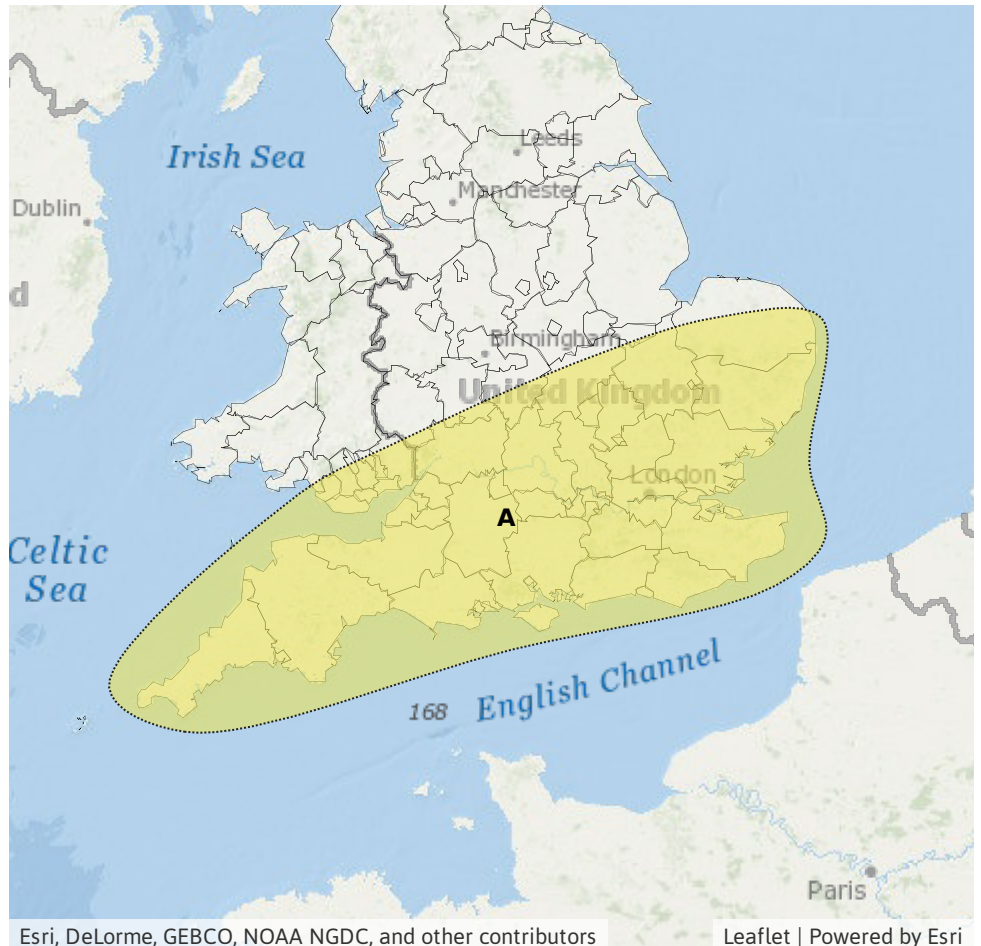 Leeds
Irish Sea
Manchester
Dublin
d
Birmingham
United Kingdom
London
A
Celtic
Sea
English Channel
168
Paris
Esri, DeLorme, GEBCO, NOAA NGDC, and other contributors
Leaflet | Powered by Esri